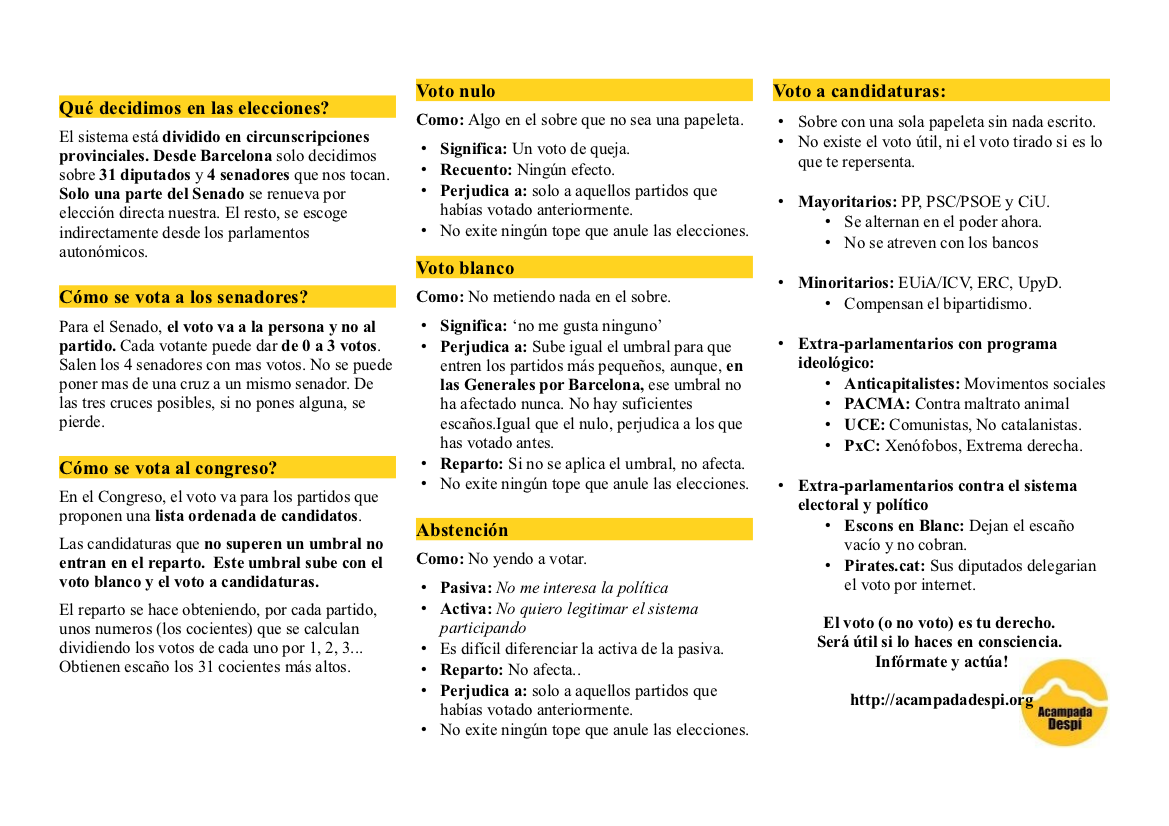 Qué decidimos en las elecciones?
El sistema está dividido en circunscripciones
provinciales. Desde Barcelona solo decidimos
sobre 31 diputados y 4 senadores que nos tocan.
Solo una parte del Senado se renueva por
elección directa nuestra. El resto, se escoge
indirectamente desde los parlamentos
autonómicos.
Cómo se vota a los senadores?
Para el Senado, el voto va a la persona y no al
partido. Cada votante puede dar de 0 a 3 votos.
Salen los 4 senadores con mas votos. No se puede
poner mas de una cruz a un mismo senador. De
las tres cruces posibles, si no pones alguna, se
pierde.
Cómo se vota al congreso?
En el Congreso, el voto va para los partidos que
proponen una lista ordenada de candidatos.
Las candidaturas que no superen un umbral no
entran en el reparto. Este umbral sube con el
voto blanco y el voto a candidaturas.
El reparto se hace obteniendo, por cada partido,
unos numeros (los cocientes) que se calculan
dividiendo los votos de cada uno por 1, 2, 3...
Obtienen escaño los 31 cocientes más altos.
Voto nulo
Como: Algo en el sobre que no sea una papeleta.
• Significa: Un voto de queja.
• Recuento: Ningún efecto.
• Perjudica a: solo a aquellos partidos que
habías votado anteriormente.
• No exite ningún tope que anule las elecciones.
Voto blanco
Como: No metiendo nada en el sobre.
• Significa: ‘no me gusta ninguno’
• Perjudica a: Sube igual el umbral para que
entren los partidos más pequeños, aunque, en
las Generales por Barcelona, ese umbral no
ha afectado nunca. No hay suficientes
escaños.Igual que el nulo, perjudica a los que
has votado antes.
• Reparto: Si no se aplica el umbral, no afecta.
• No exite ningún tope que anule las elecciones.
Abstención
Como: No yendo a votar.
• Pasiva: No me interesa la política
• Activa: No quiero legitimar el sistema
participando
• Es difícil diferenciar la activa de la pasiva.
• Reparto: No afecta..
• Perjudica a: solo a aquellos partidos que
habías votado anteriormente.
• No exite ningún tope que anule las elecciones.
Voto a candidaturas:
• Sobre con una sola papeleta sin nada escrito.
• No existe el voto útil, ni el voto tirado si es lo
que te repersenta.
• Mayoritarios: PP, PSC/PSOE y CiU.
• Se alternan en el poder ahora.
• No se atreven con los bancos
• Minoritarios: EUiA/ICV, ERC, UpyD.
• Compensan el bipartidismo.
• Extra-parlamentarios con programa
ideológico:
• Anticapitalistes: Movimentos sociales
• PACMA: Contra maltrato animal
• UCE: Comunistas, No catalanistas.
• PxC: Xenófobos, Extrema derecha.
• Extra-parlamentarios contra el sistema
electoral y político
• Escons en Blanc: Dejan el escaño
vacío y no cobran.
• Pirates.cat: Sus diputados delegarian
el voto por internet.
El voto (o no voto) es tu derecho.
Será útil si lo haces en consciencia.
Infórmate y actúa!
http://acampadadespi.org
Acampada
Despí